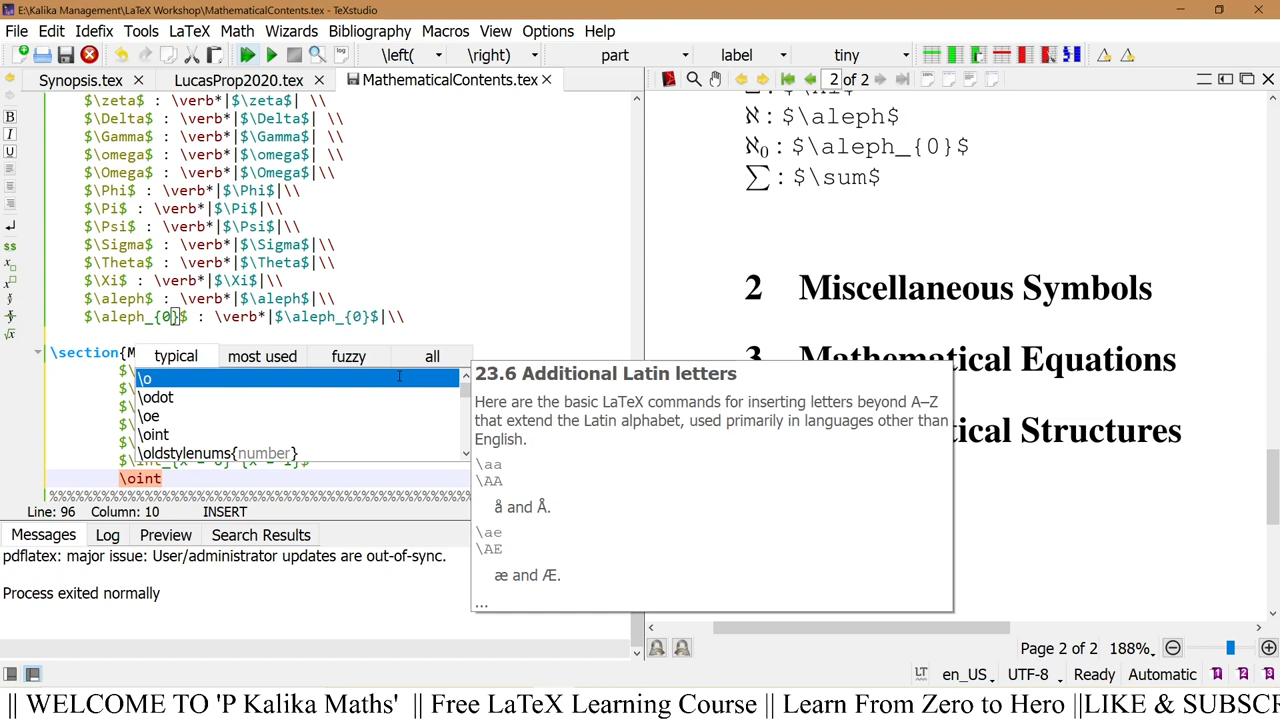 E:\Kalika Management\LaTeX Workshop\MathematicalContents.tex - TeXstudio
File Edit Idefix Tools LaTeX Math Wizards Bibliography Macros View Options Help
\left( \right) part label tiny
Synopsis.tex LucasProp2020.tex MathematicalContents.tex
2 of 2
$\zeta$ : \verb*|$\zeta$| \\
$\Delta$ : \verb*|$\Delta$| \\
$\Gamma$ : \verb*|$\Gamma$| \\
$\omega$ : \verb*|$\omega$| \\
$\Omega$ : \verb*|$\Omega$|\\
$\Phi$ : \verb*|$\Phi$|\\
$\Pi$ : \verb*|$\Pi$|\\
$\Psi$ : \verb*|$\Psi$|\\
$\Sigma$ : \verb*|$\Sigma$|\\
$\Theta$ : \verb*|$\Theta$|\\
$\Xi$ : \verb*|$\Xi$|\\
$\aleph$ : \verb*|$\aleph$|\\
$\aleph_{0}$ : \verb*|$\aleph_{0}$|\\
\section{M
typical most used fuzzy all
\o
\odot
\oe
\oint
\oldstylenums{number}
\oint
%%%%%%%%%%%%%%%%%%%%%%%%%%%%%%%%%%%%%%%%%%%%%%
Line: 96 Column: 10 INSERT
Messages Log Preview Search Results
pdflatex: major issue: User/administrator updates are out-of-sync.
Process exited normally
23.6 Additional Latin letters
Here are the basic LaTeX commands for inserting letters beyond A–Z
that extend the Latin alphabet, used primarily in languages other than
English.
\aa
\AA
å and Å.
\ae
\AE
æ and Æ.
...
ℵ: $\aleph$
ℵ0: $\aleph_{0}$
∑: $\sum$
2 Miscellaneous Symbols
3 Mathematical Equations
tical Structures
Page 2 of 2 188%
en_US UTF-8 Ready Automatic
|| WELCOME TO 'P Kalika Maths' || Free LaTeX Learning Course || Learn From Zero to Hero ||LIKE & SUBSC